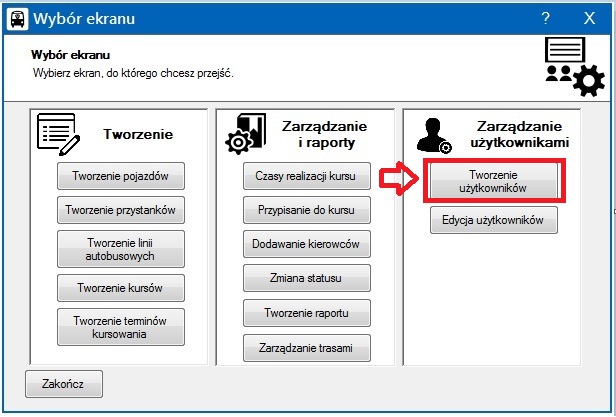 Wybór ekranu
? X
Wybór ekranu
Wybierz ekran, do którego chcesz przejść.
Tworzenie
Tworzenie pojazdów
Tworzenie przystanków
Tworzenie linii
autobusowych
Tworzenie kursów
Tworzenie terminów
kursowania
Zarządzanie
i raporty
Czasy realizacji kursu
Przypisanie do kursu
Dodawanie kierowców
Zmiana statusu
Tworzenie raportu
Zarządzanie trasami
Zarządzanie
użytkownikami
Tworzenie
użytkowników
Edycja użytkowników
Zakończ